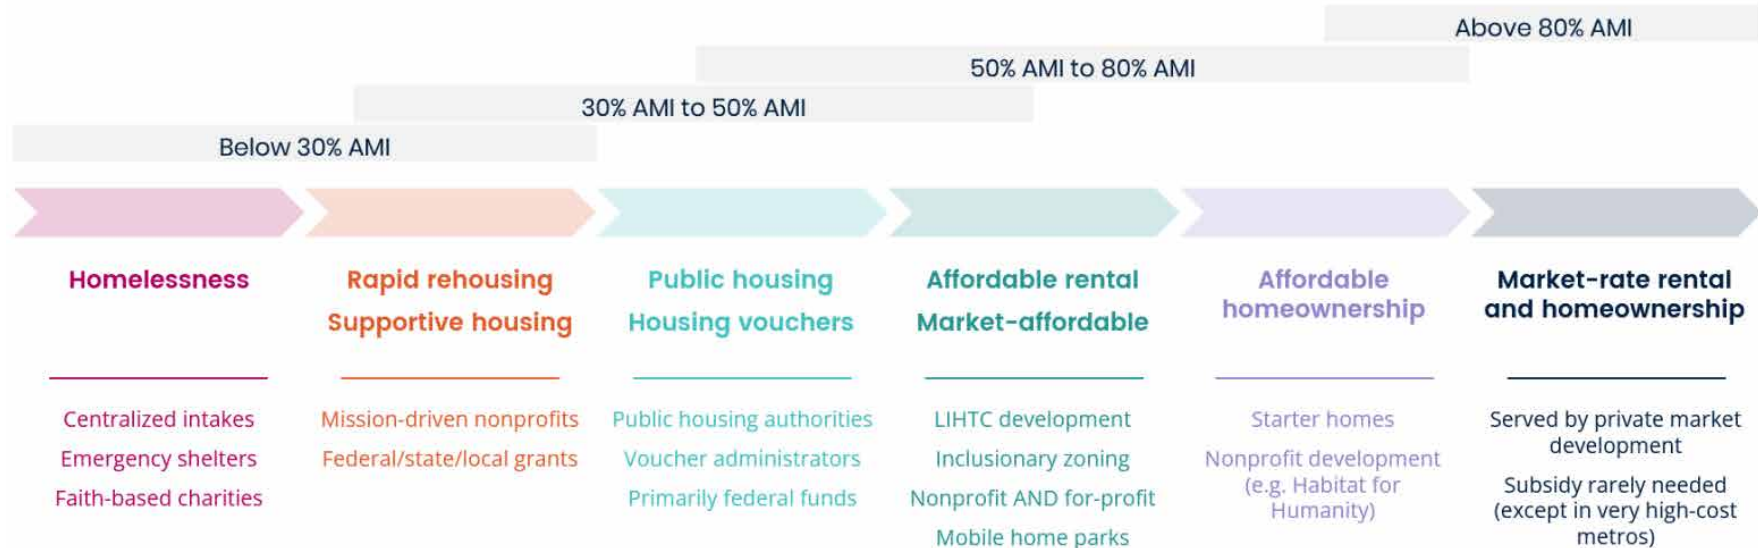 Above 80% AMI
50% AMI to 80% AMI
30% AMI to 50% AMI
Below 30% AMI
Homelessness
Centralized intakes
Emergency shelters
Faith-based charities
Rapid rehousing
Supportive housing
Mission-driven nonprofits
Federal/state/local grants
Public housing
Housing vouchers
Public housing authorities
Voucher administrators
Primarily federal funds
Affordable rental
Market-affordable
LIHTC development
Inclusionary zoning
Nonprofit AND for-profit
Mobile home parks
Affordable
homeownership
Starter homes
Nonprofit development
(e.g. Habitat for
Humanity)
Market-rate rental
and homeownership
Served by private market
development
Subsidy rarely needed
(except in very high-cost
metros)